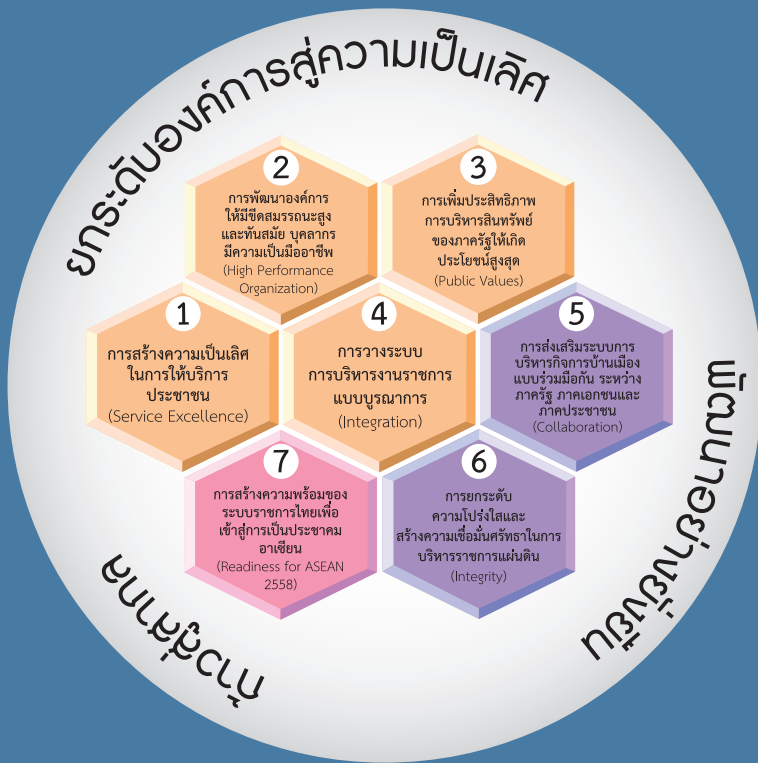 ยกระดับองค์การสู่ความเป็นเลิศ
พัฒนาอย่างยั่งยืน
ก้าวสู่สากล
1
การสร้างความเป็นเลิศ
ในการให้บริการ
ประชาชน
(Service Excellence)
2
การพัฒนาองค์การ
ให้มีขีดสมรรถนะสูง
และทันสมัย บุคลากร
มีความเป็นมืออาชีพ
(High Performance
Organization)
3
การเพิ่มประสิทธิภาพ
การบริหารสินทรัพย์
ของภาครัฐให้เกิด
ประโยชน์สูงสุด
(Public Values)
4
การวางระบบ
การบริหารงานราชการ
แบบบูรณาการ
(Integration)
5
การส่งเสริมระบบการ
บริหารกิจการบ้านเมือง
แบบร่วมมือกัน ระหว่าง
ภาครัฐ ภาคเอกชนและ
ภาคประชาชน
(Collaboration)
6
การยกระดับ
ความโปร่งใสและ
สร้างความเชื่อมั่นศรัทธาในการ
บริหารราชการแผ่นดิน
(Integrity)
7
การสร้างความพร้อมของ
ระบบราชการไทยเพื่อ
เข้าสู่การเป็นประชาคม
อาเซียน
(Readiness for ASEAN
2558)